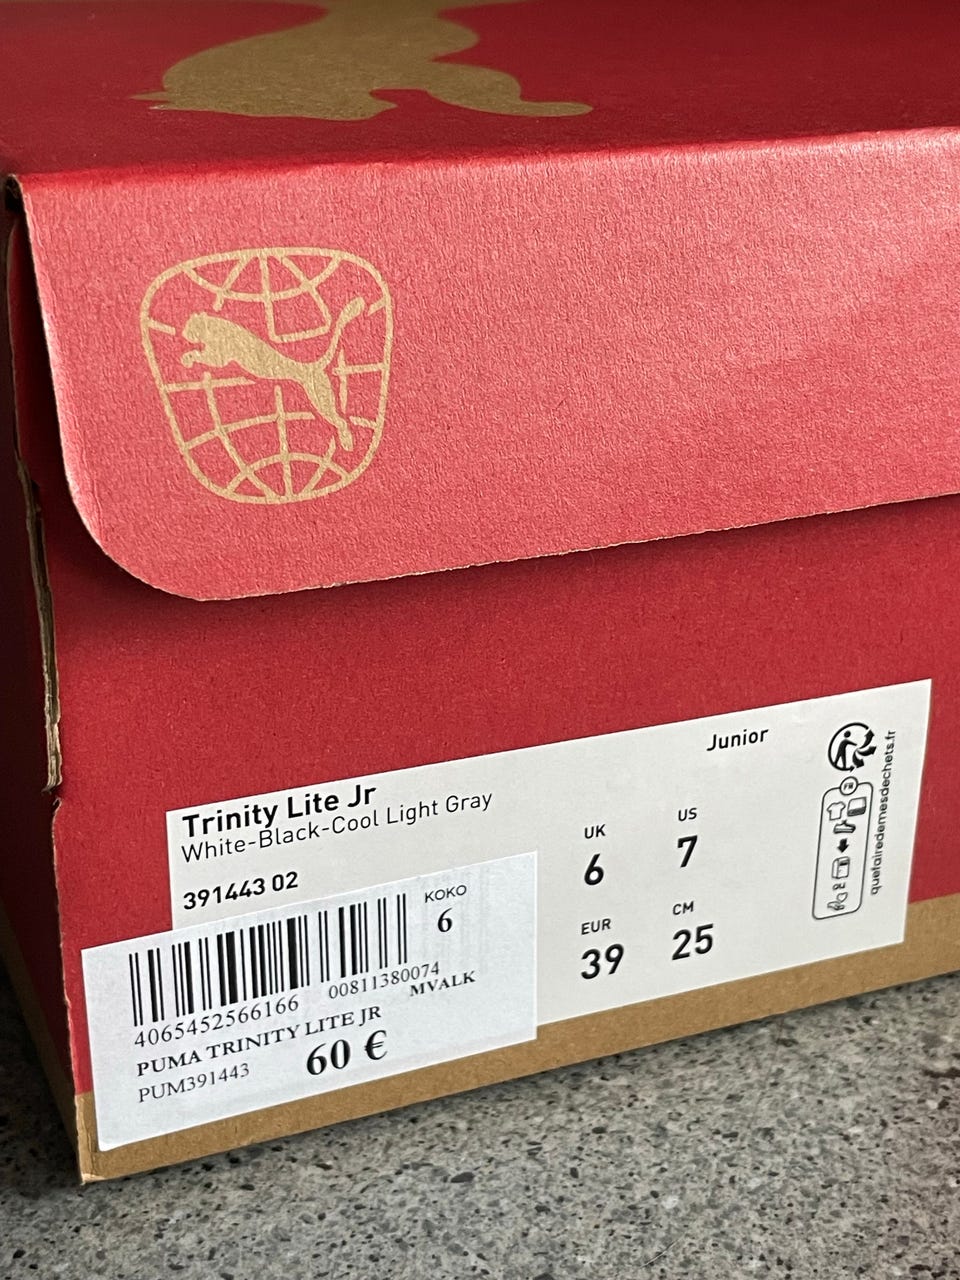 Junior
Trinity Lite Jr
White-Black-Cool Light Gray
391443 02
UK
6
US
7
EUR
39
CM
25
quefairedemesdechets.fr
KOKO
6
4065452566166
00811380074
MVALK
PUMA TRINITY LITE JR
PUM391443
60 €